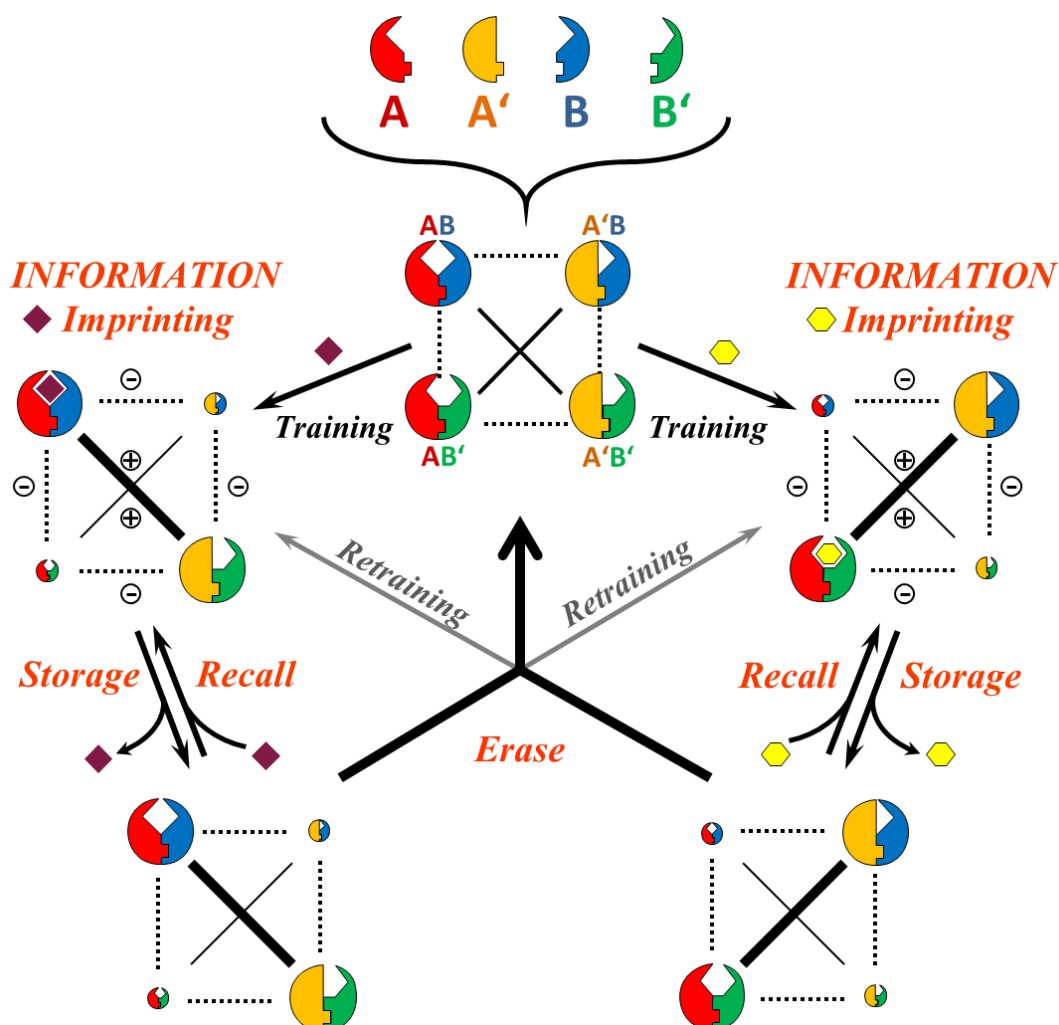 A A‘ B B‘
AB A‘B
INFORMATION
Imprinting
INFORMATION
Imprinting
Training
Training
AB‘ A‘B‘
⊖ ⊖
⊖ ⊕ ⊖
⊕
⊖
⊖ ⊕ ⊖
⊕
⊖
Retraining
Retraining
Storage Recall
Recall Storage
Erase